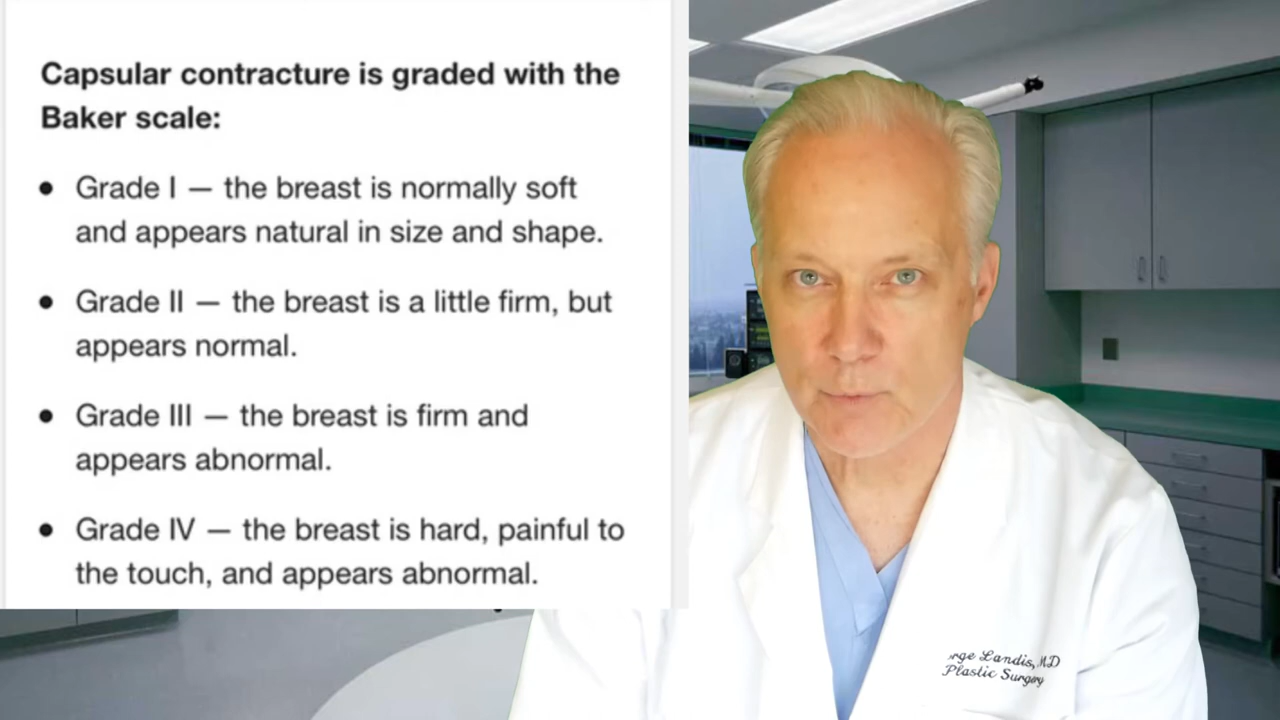 Capsular contracture is graded with the
Baker scale:
• Grade I — the breast is normally soft
and appears natural in size and shape.
• Grade II — the breast is a little firm, but
appears normal.
• Grade III — the breast is firm and
appears abnormal.
• Grade IV — the breast is hard, painful to
the touch, and appears abnormal.
Landis, MD
Plastic Surgery